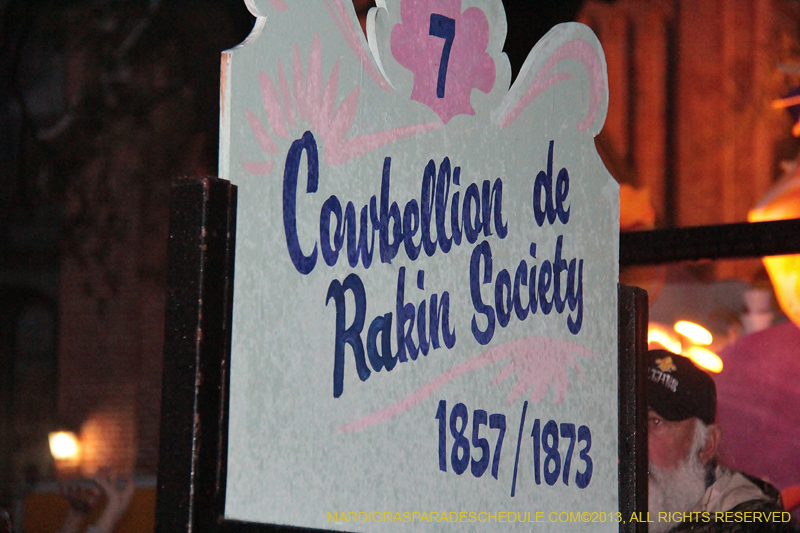 7
Cowbellion de
Rakin Society
1857/1873
MARDIGRASPARADESCHEDULE.COM©2013, ALL RIGHTS RESERVED